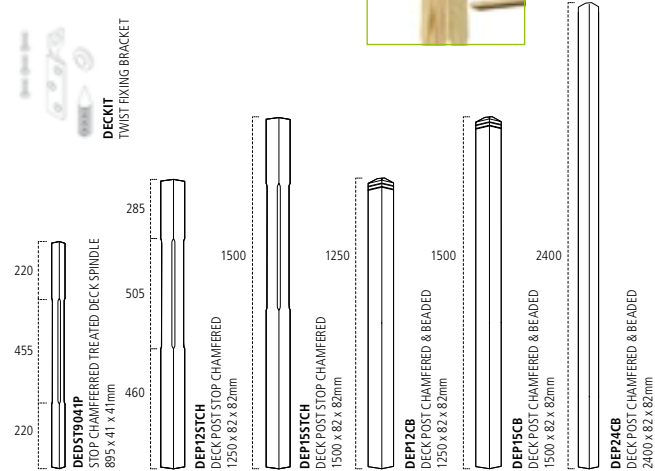 DECKIT
TWIST FIXING BRACKET
220
455
220
DEDST9041P
STOP CHAMFFERRED TREATED DECK SPINDLE
895 x 41 x 41mm
285
505
460
DEP12STCH
DECK POST STOP CHAMFERED
1250 x 82 x 82mm
1500
DEP15STCH
DECK POST STOP CHAMFERED
1500 x 82 x 82mm
1250
DEP12CB
DECK POST CHAMFERED & BEADED
1250 x 82 x 82mm
1500
DEP15CB
DECK POST CHAMFERED & BEADED
1500 x 82 x 82mm
2400
DEP24CB
DECK POST CHAMFERED & BEADED
2400 x 82 x 82mm